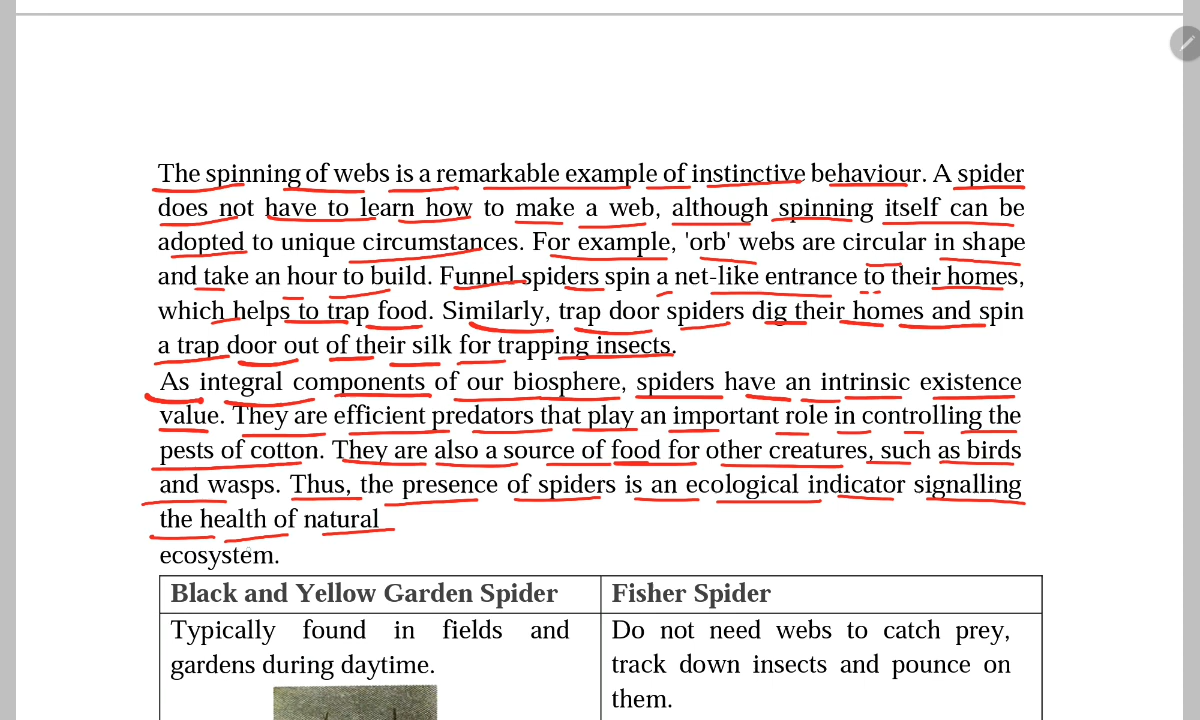 The spinning of webs is a remarkable example of instinctive behaviour. A spider
does not have to learn how to make a web, although spinning itself can be
adopted to unique circumstances. For example, 'orb' webs are circular in shape
and take an hour to build. Funnel spiders spin a net-like entrance to their homes,
which helps to trap food. Similarly, trap door spiders dig their homes and spin
a trap door out of their silk for trapping insects.
As integral components of our biosphere, spiders have an intrinsic existence
value. They are efficient predators that play an important role in controlling the
pests of cotton. They are also a source of food for other creatures, such as birds
and wasps. Thus, the presence of spiders is an ecological indicator signalling
the health of natural
ecosystem.
Black and Yellow Garden Spider
Typically found in fields and
gardens during daytime.
Fisher Spider
Do not need webs to catch prey,
track down insects and pounce on
them.